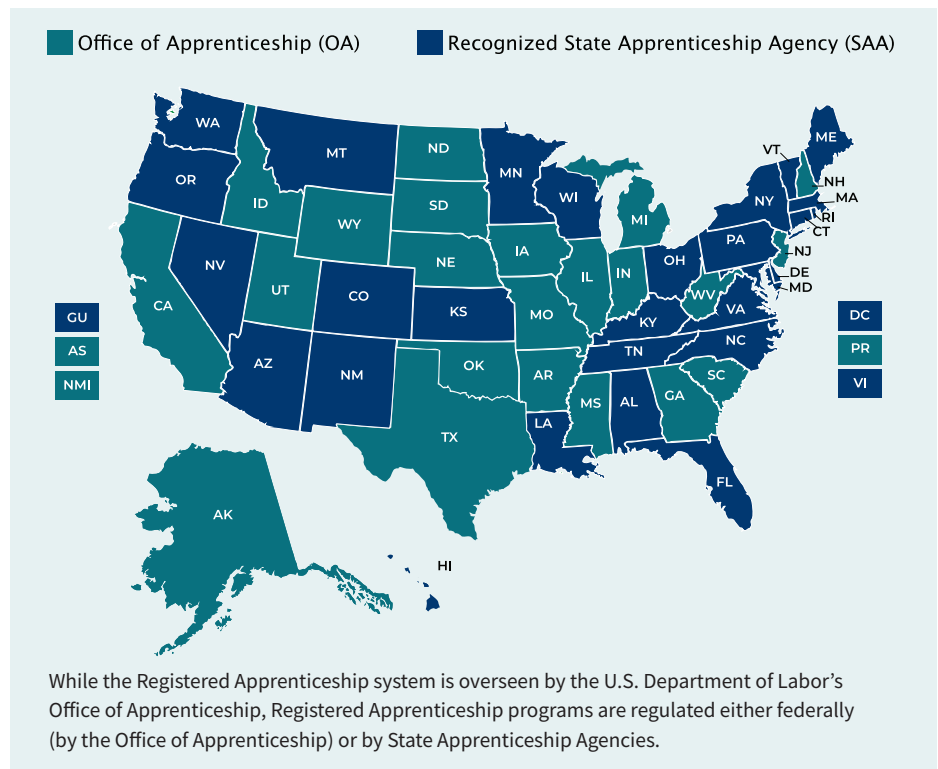 Office of Apprenticeship (OA)
Recognized State Apprenticeship Agency (SAA)
WA
MT
ND
MN
ME
VT
OR
ID
WY
SD
WI
MI
NY
NH
MA
RI
CT
NV
UT
CO
NE
IA
IL
IN
OH
PA
NJ
DE
MD
CA
KS
MO
KY
WV
VA
AZ
NM
OK
AR
TN
NC
SC
TX
LA
MS
AL
GA
FL
GU
AS
NMI
DC
PR
VI
AK
HI
While the Registered Apprenticeship system is overseen by the U.S. Department of Labor’s
Office of Apprenticeship, Registered Apprenticeship programs are regulated either federally
(by the Office of Apprenticeship) or by State Apprenticeship Agencies.